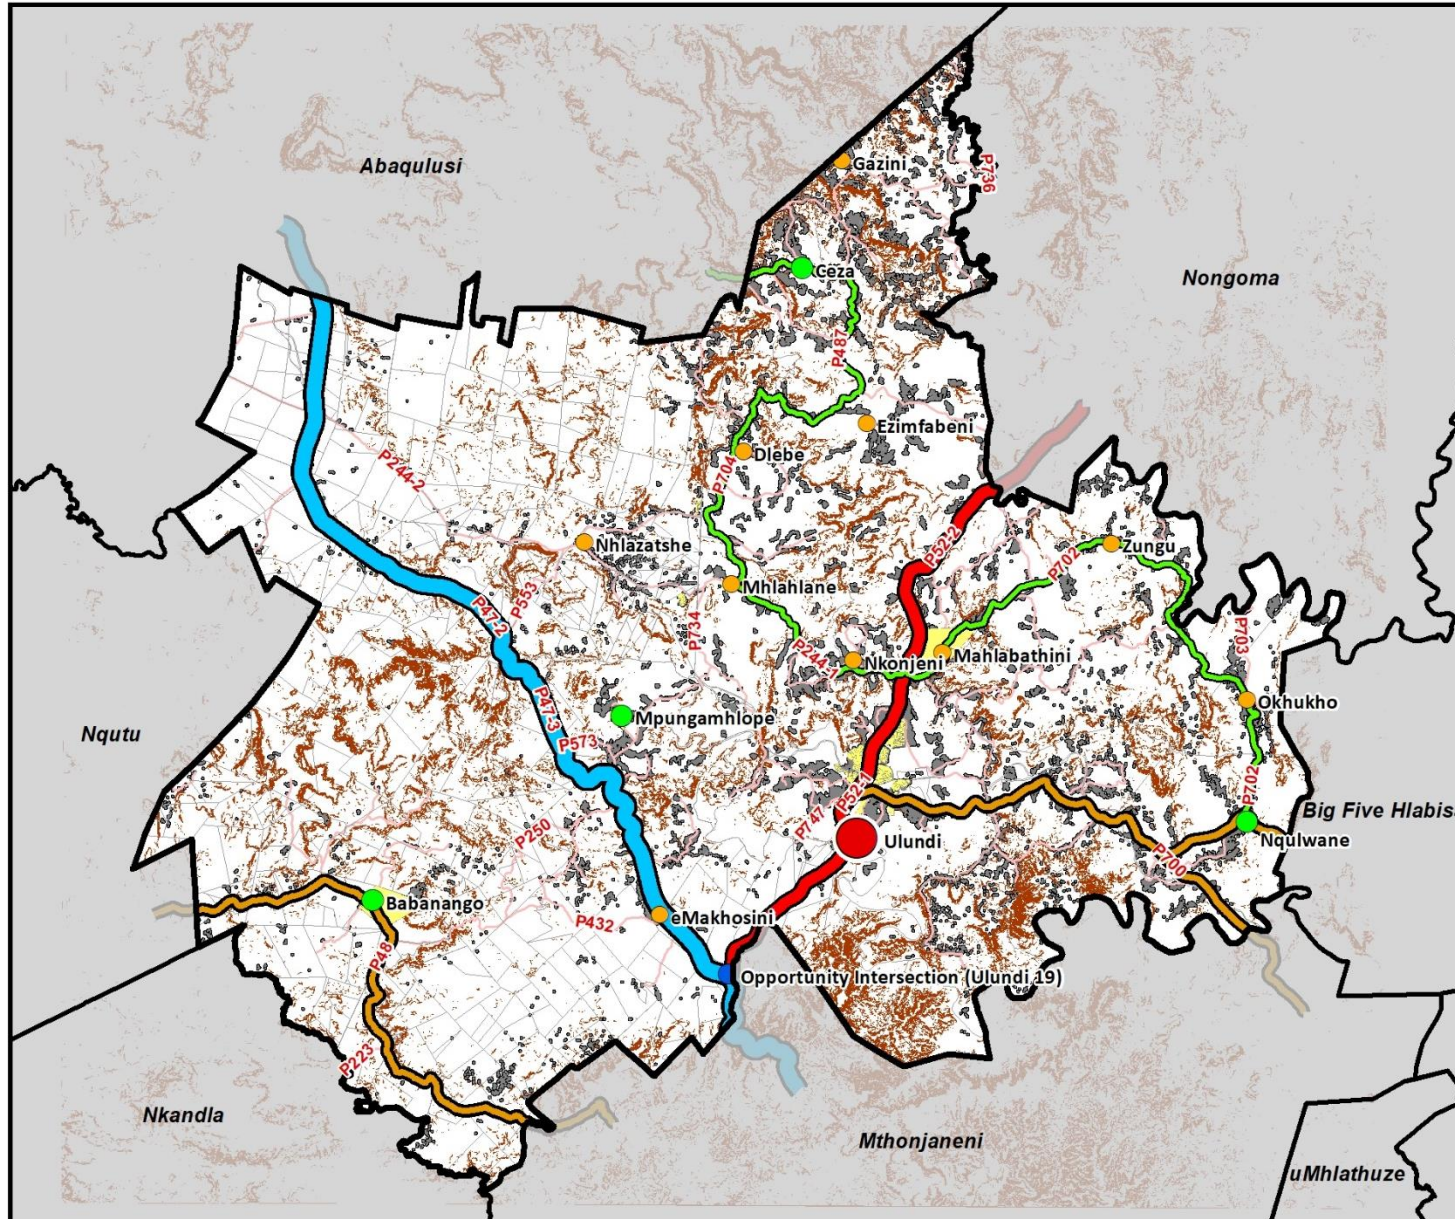 Gazini
P736
Abaqulusi
Ceza
Nongoma
P487
Ezimfabeni
Dlebe
P704
P244-2
Nhlazatshe
P52-2
Zungu
P702
Mhlahlane
P553
P47-2
P734
P703
P244-1
Nkonjeni
Mahlabathini
Okhukho
P47-3
Mpungamhlope
Nqutu
P573
P702
P52-1
P747
Big Five Hlabisa
P250
Ulundi
Nqulwane
P700
Babanango
eMakhosini
P432
P48
Opportunity Intersection (Ulundi 19)
P223
Nkandla
Mthonjaneni
uMhlathuze